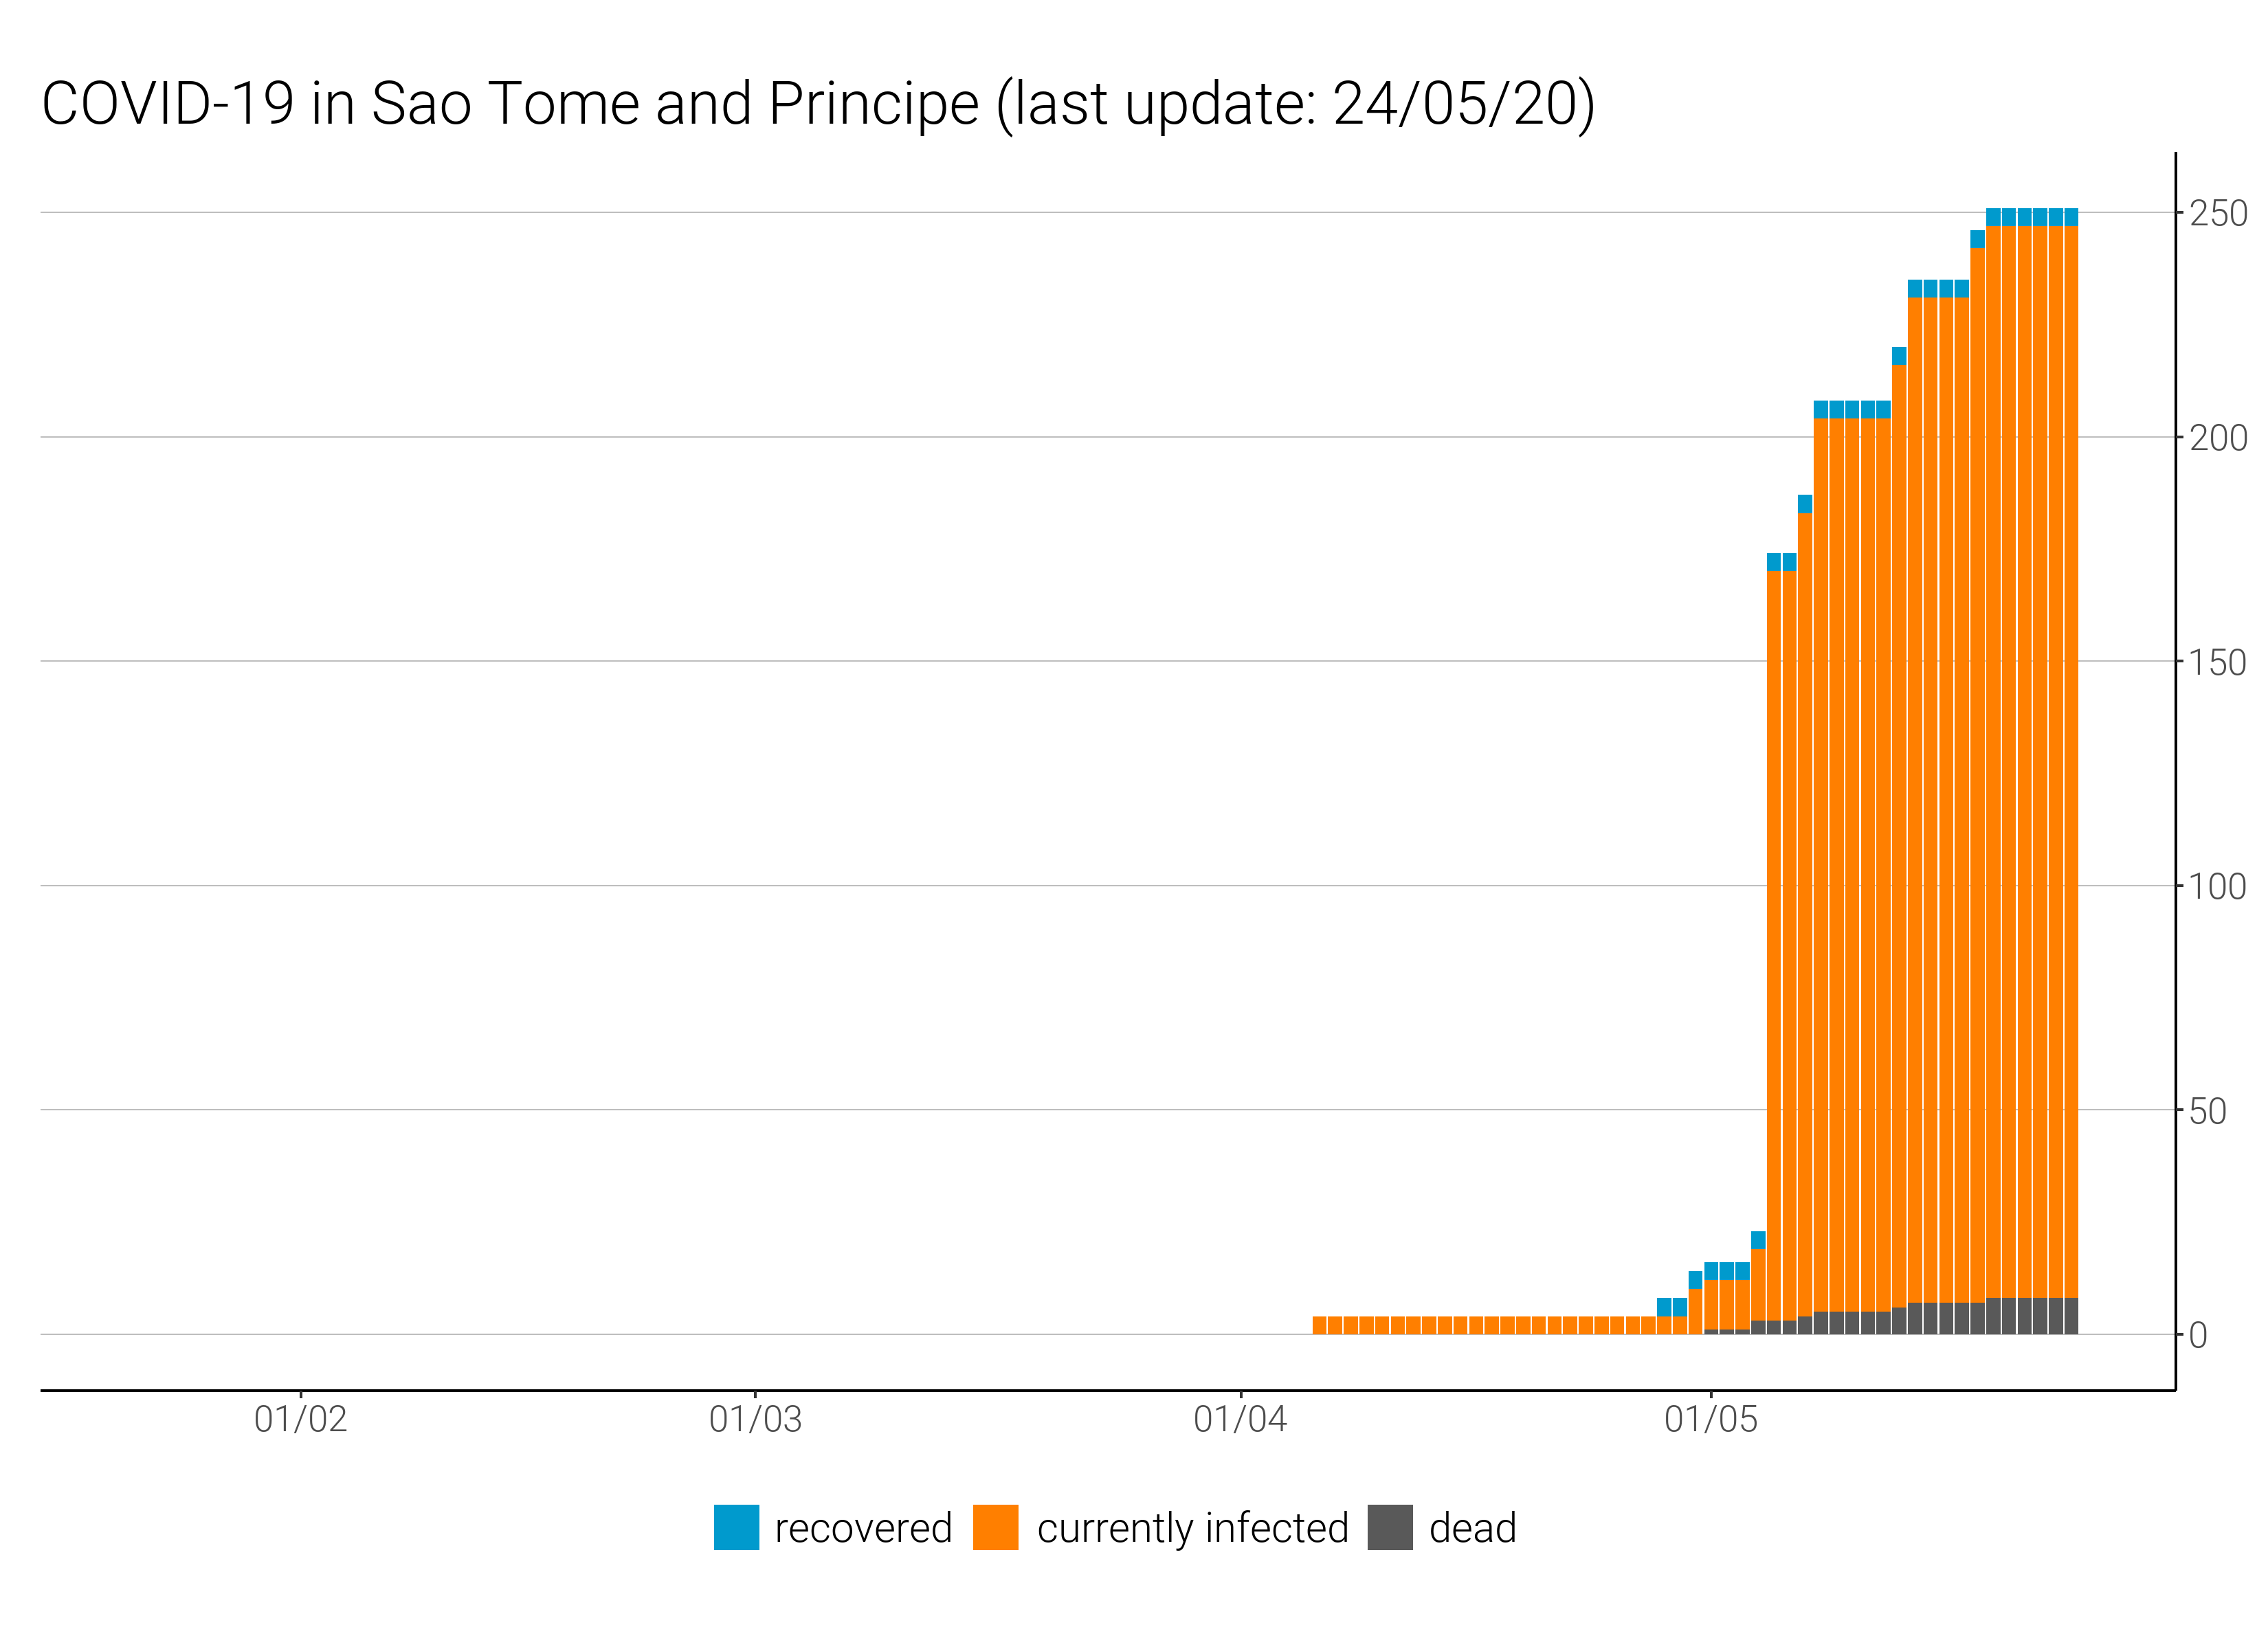 COVID-19 in Sao Tome and Principe (last update: 24/05/20)
250
200
150
100
50
0
01/02 01/03 01/04 01/05
recovered currently infected dead